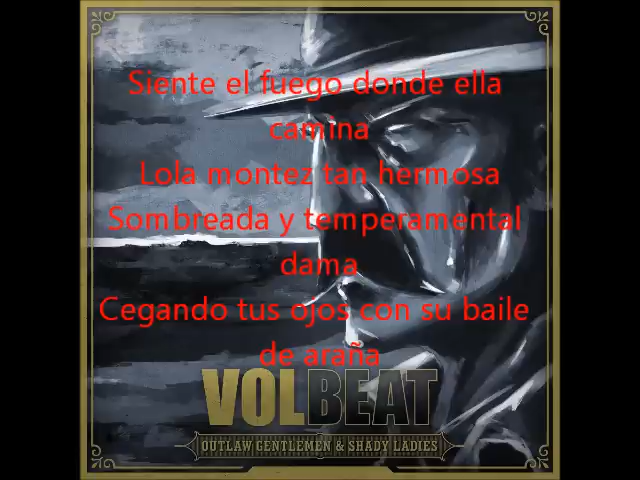 Siente el fuego donde ella
camina
Lola montez tan hermosa
Sombreada y temperamental
dama
Cegando tus ojos con su baile
de araña
VOLBEAT
OUTLAW GENTLEMEN & SHADY LADIES